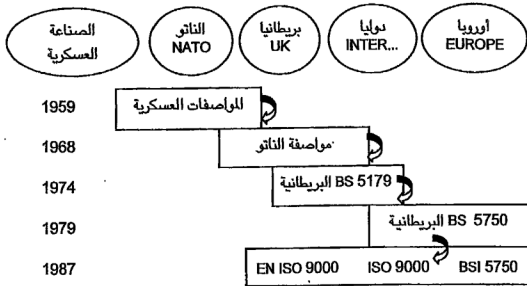 الصناعة العسكرية
الناتو NATO
بريطانيا UK
دوليا INTER...
أوروبا EUROPE
1959 المواصفات العسكرية
1968 مواصفة الناتو
1974 BS 5179 البريطانية
1979 BS 5750 البريطانية
1987 EN ISO 9000 ISO 9000 BSI 5750